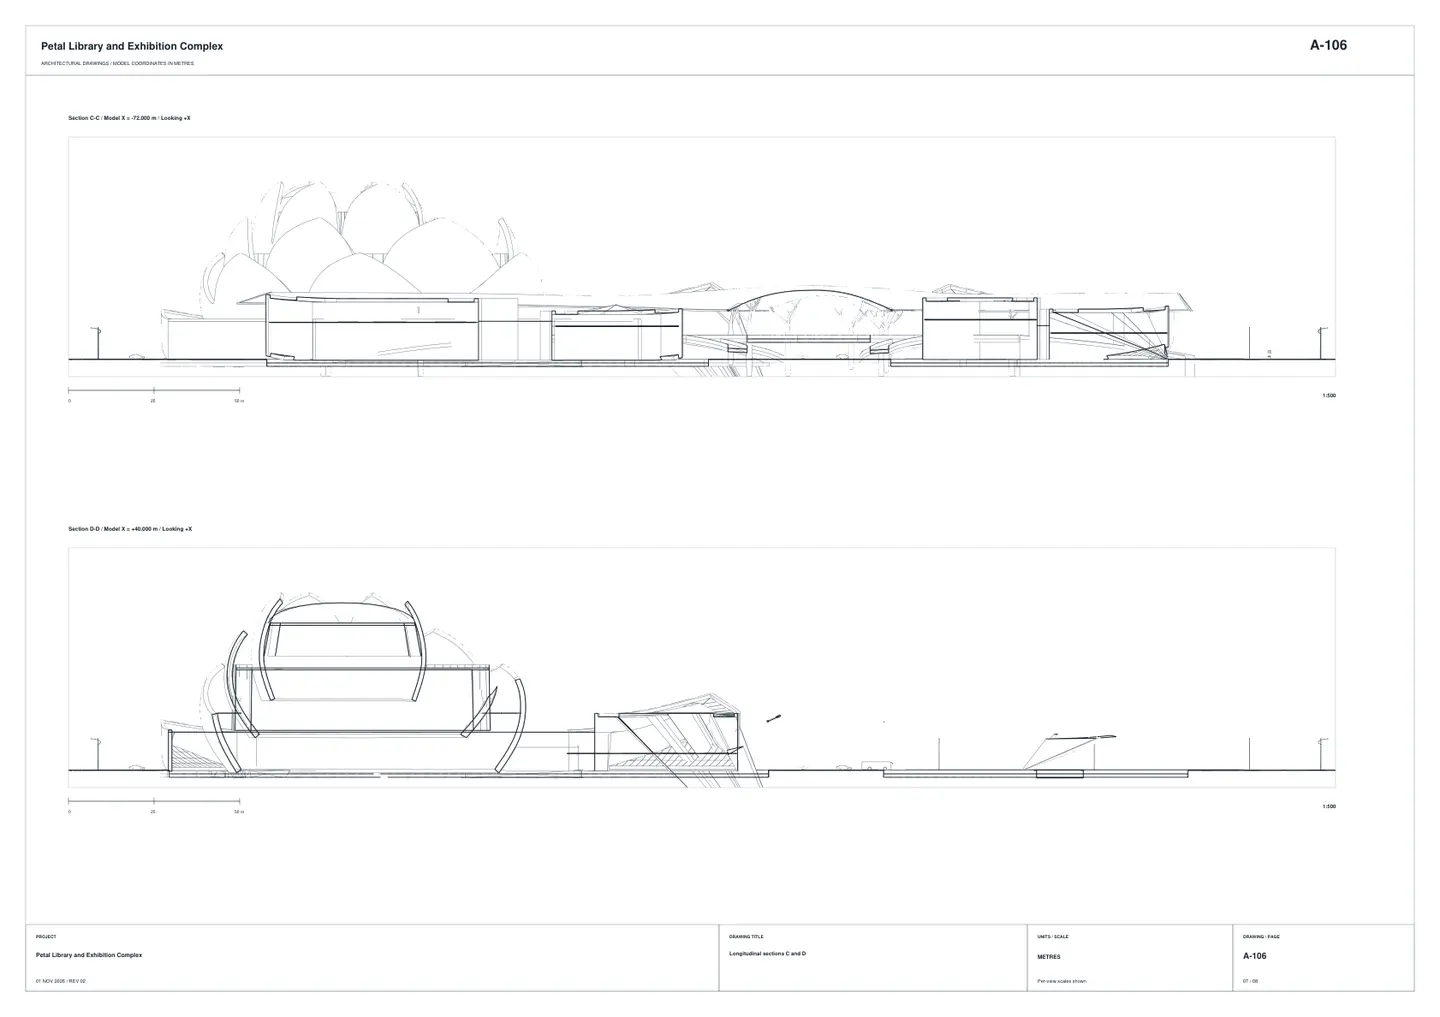 Petal Library and Exhibition Complex
A-106
ARCHITECTURAL DRAWINGS / MODEL COORDINATES IN METRES
Section C-C / Model X = -72.000 m / Looking +X
0 25 50 m
1:500
Section D-D / Model X = +40.000 m / Looking +X
0 25 50 m
1:500
PROJECT
Petal Library and Exhibition Complex
01 NOV 2025 / REV 02
DRAWING TITLE
Longitudinal sections C and D
UNITS / SCALE
METRES
Per-view scales shown
DRAWING / PAGE
A-106
07 / 08